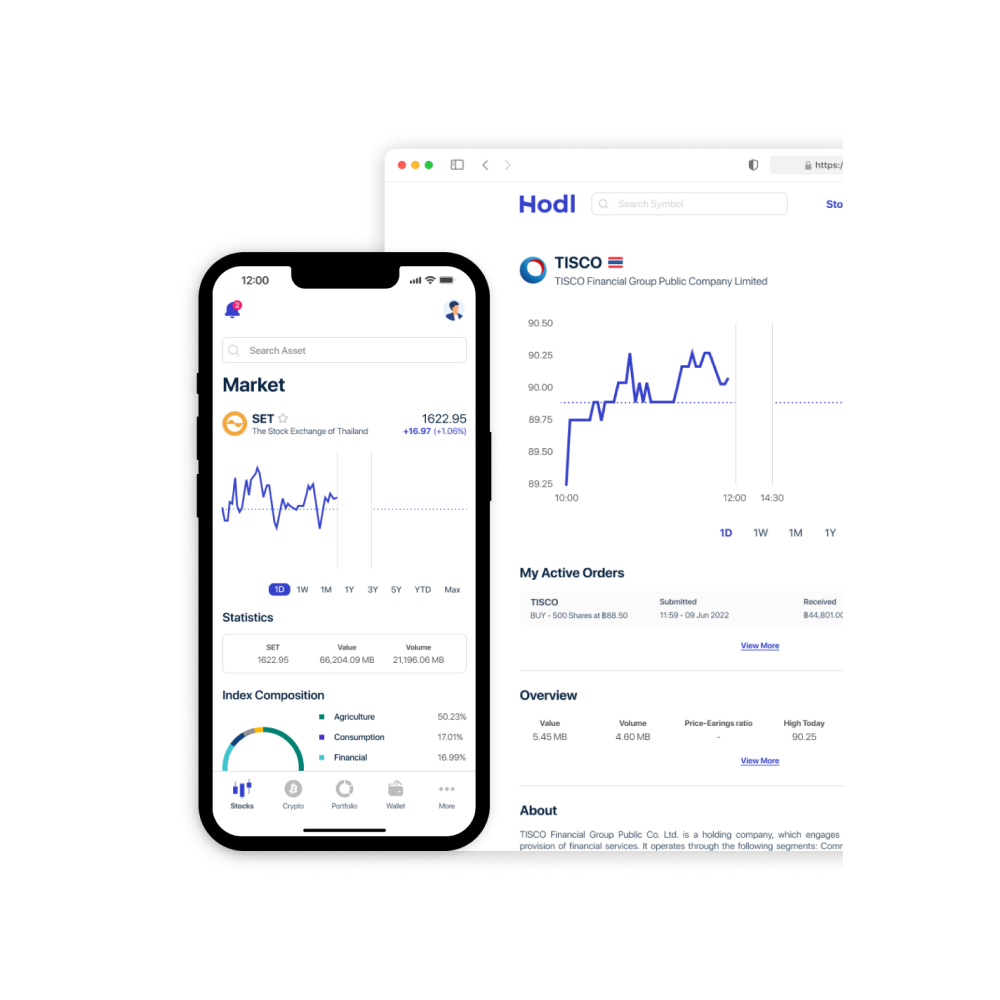 https:/
Hodl
Search Symbol
Sto
TISCO
TISCO Financial Group Public Company Limited
90.50
90.25
90.00
89.75
89.50
89.25
10:00 12:00 14:30
1D 1W 1M 1Y
My Active Orders
TISCO Submitted Received
BUY - 500 Shares at ฿88.50 11:59 - 09 Jun 2022 ฿44,801.00
View More
Overview
Value Volume Price-Earings ratio High Today
5.45 MB 4.60 MB - 90.25
View More
About
TISCO Financial Group Public Co. Ltd. is a holding company, which engages
provision of financial services. It operates through the following segments: Comm
12:00
2
Search Asset
Market
SET 1622.95
The Stock Exchange of Thailand +16.97 (+1.06%)
1D 1W 1M 1Y 3Y 5Y YTD Max
Statistics
SET Value Volume
1622.95 66,204.09 MB 21,196.06 MB
Index Composition
Agriculture 50.23%
Consumption 17.01%
Financial 16.99%
Stocks Crypto Portfolio Wallet More